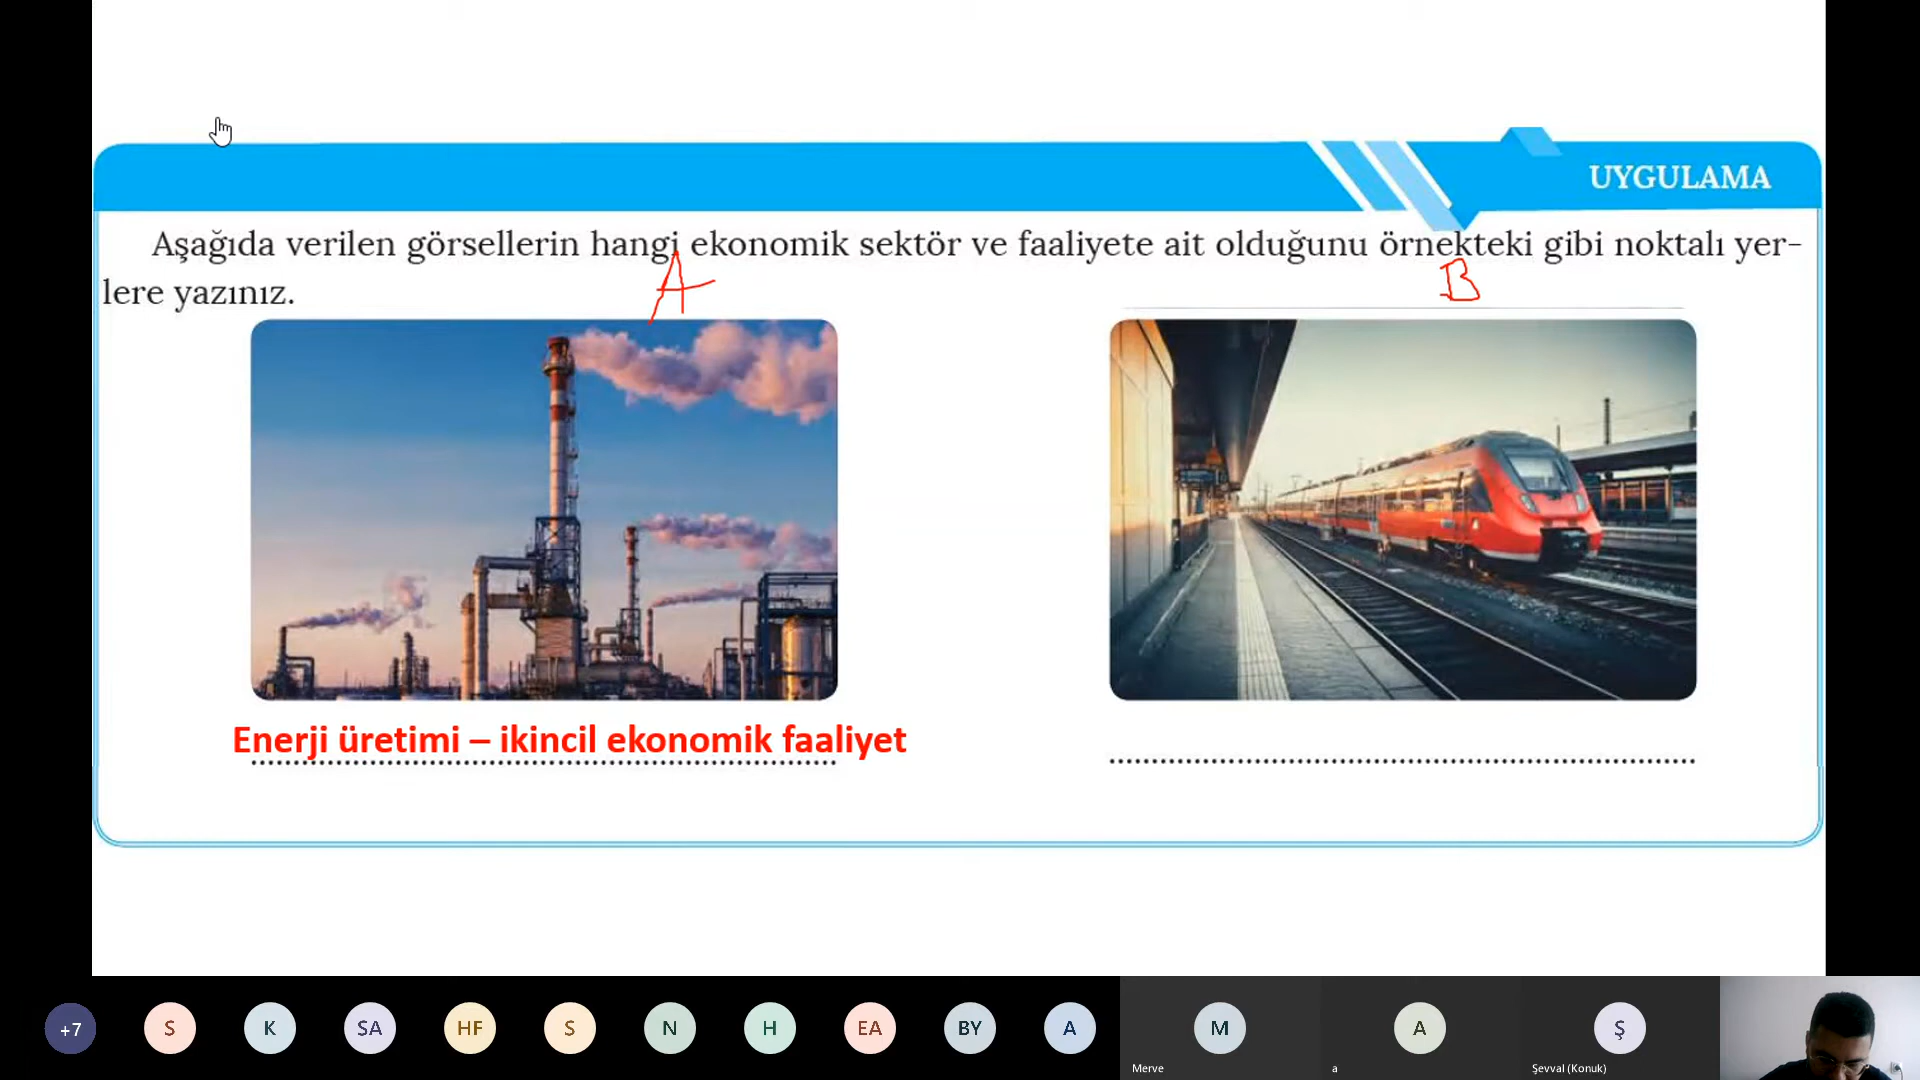 UYGULAMA
Aşağıda verilen görsellerin hangi ekonomik sektör ve faaliyete ait olduğunu örnekteki gibi noktalı yer-
lere yazınız.
A
B
Enerji üretimi – ikincil ekonomik faaliyet
+7 S K SA HF S N H EA BY A M A Ş
Merve a Şevval (Konuk)